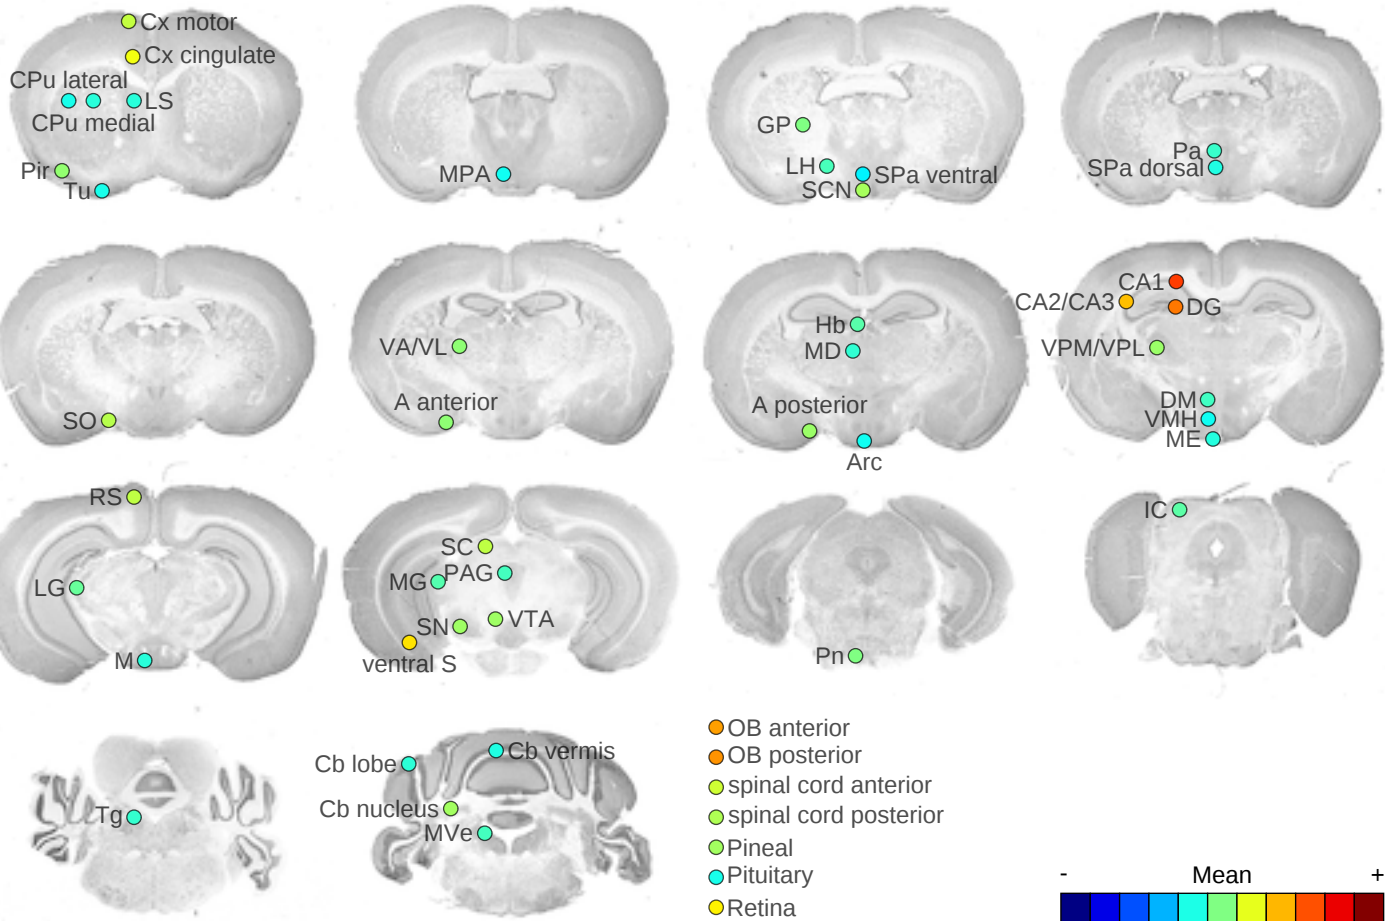 Cx motor
Cx cingulate
CPu lateral
LS
CPu medial
Pir
Tu
MPA
GP
LH
SPa ventral
SCN
Pa
SPa dorsal
SO
VA/VL
A anterior
Hb
MD
A posterior
Arc
CA1
CA2/CA3
DG
VPM/VPL
DM
VMH
ME
RS
LG
M
SC
MG
PAG
SN
VTA
ventral S
Pn
IC
Tg
Cb lobe
Cb vermis
Cb nucleus
MVe
OB anterior
OB posterior
spinal cord anterior
spinal cord posterior
Pineal
Pituitary
Retina
- Mean +